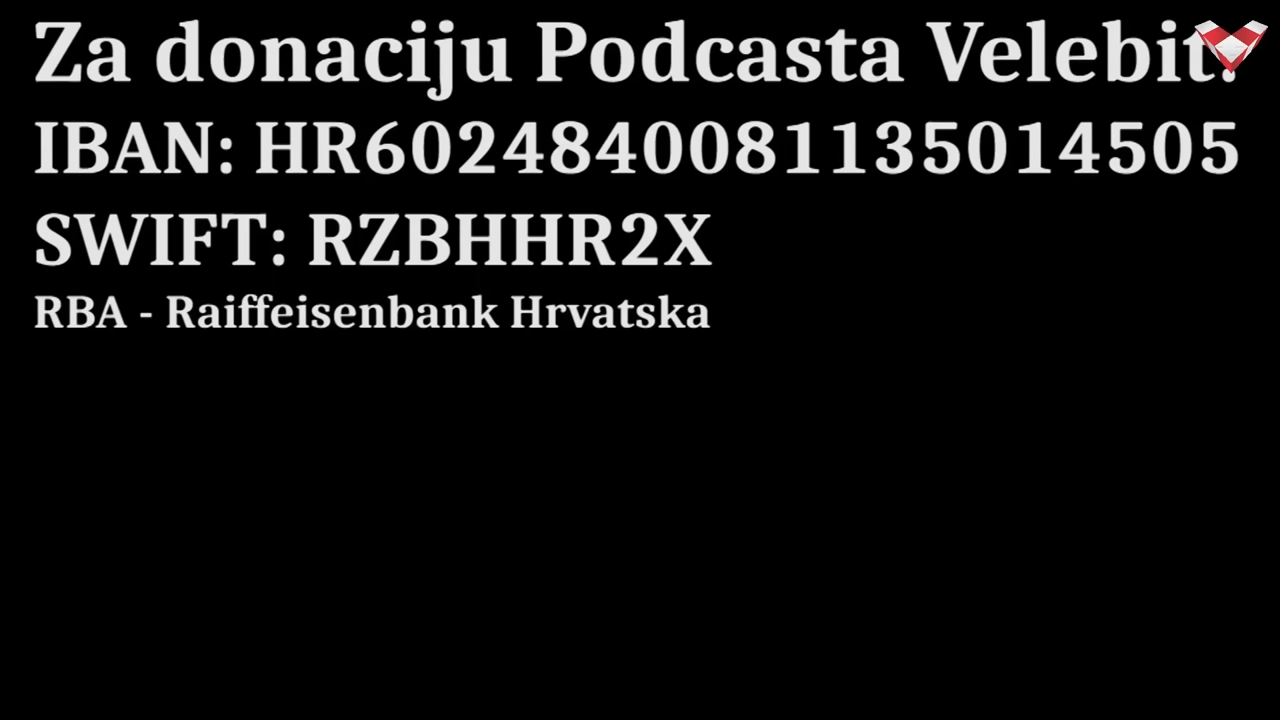 Za donaciju Podcasta Velebit:
IBAN: HR6024840081135014505
SWIFT: RZBHHR2X
RBA - Raiffeisenbank Hrvatska